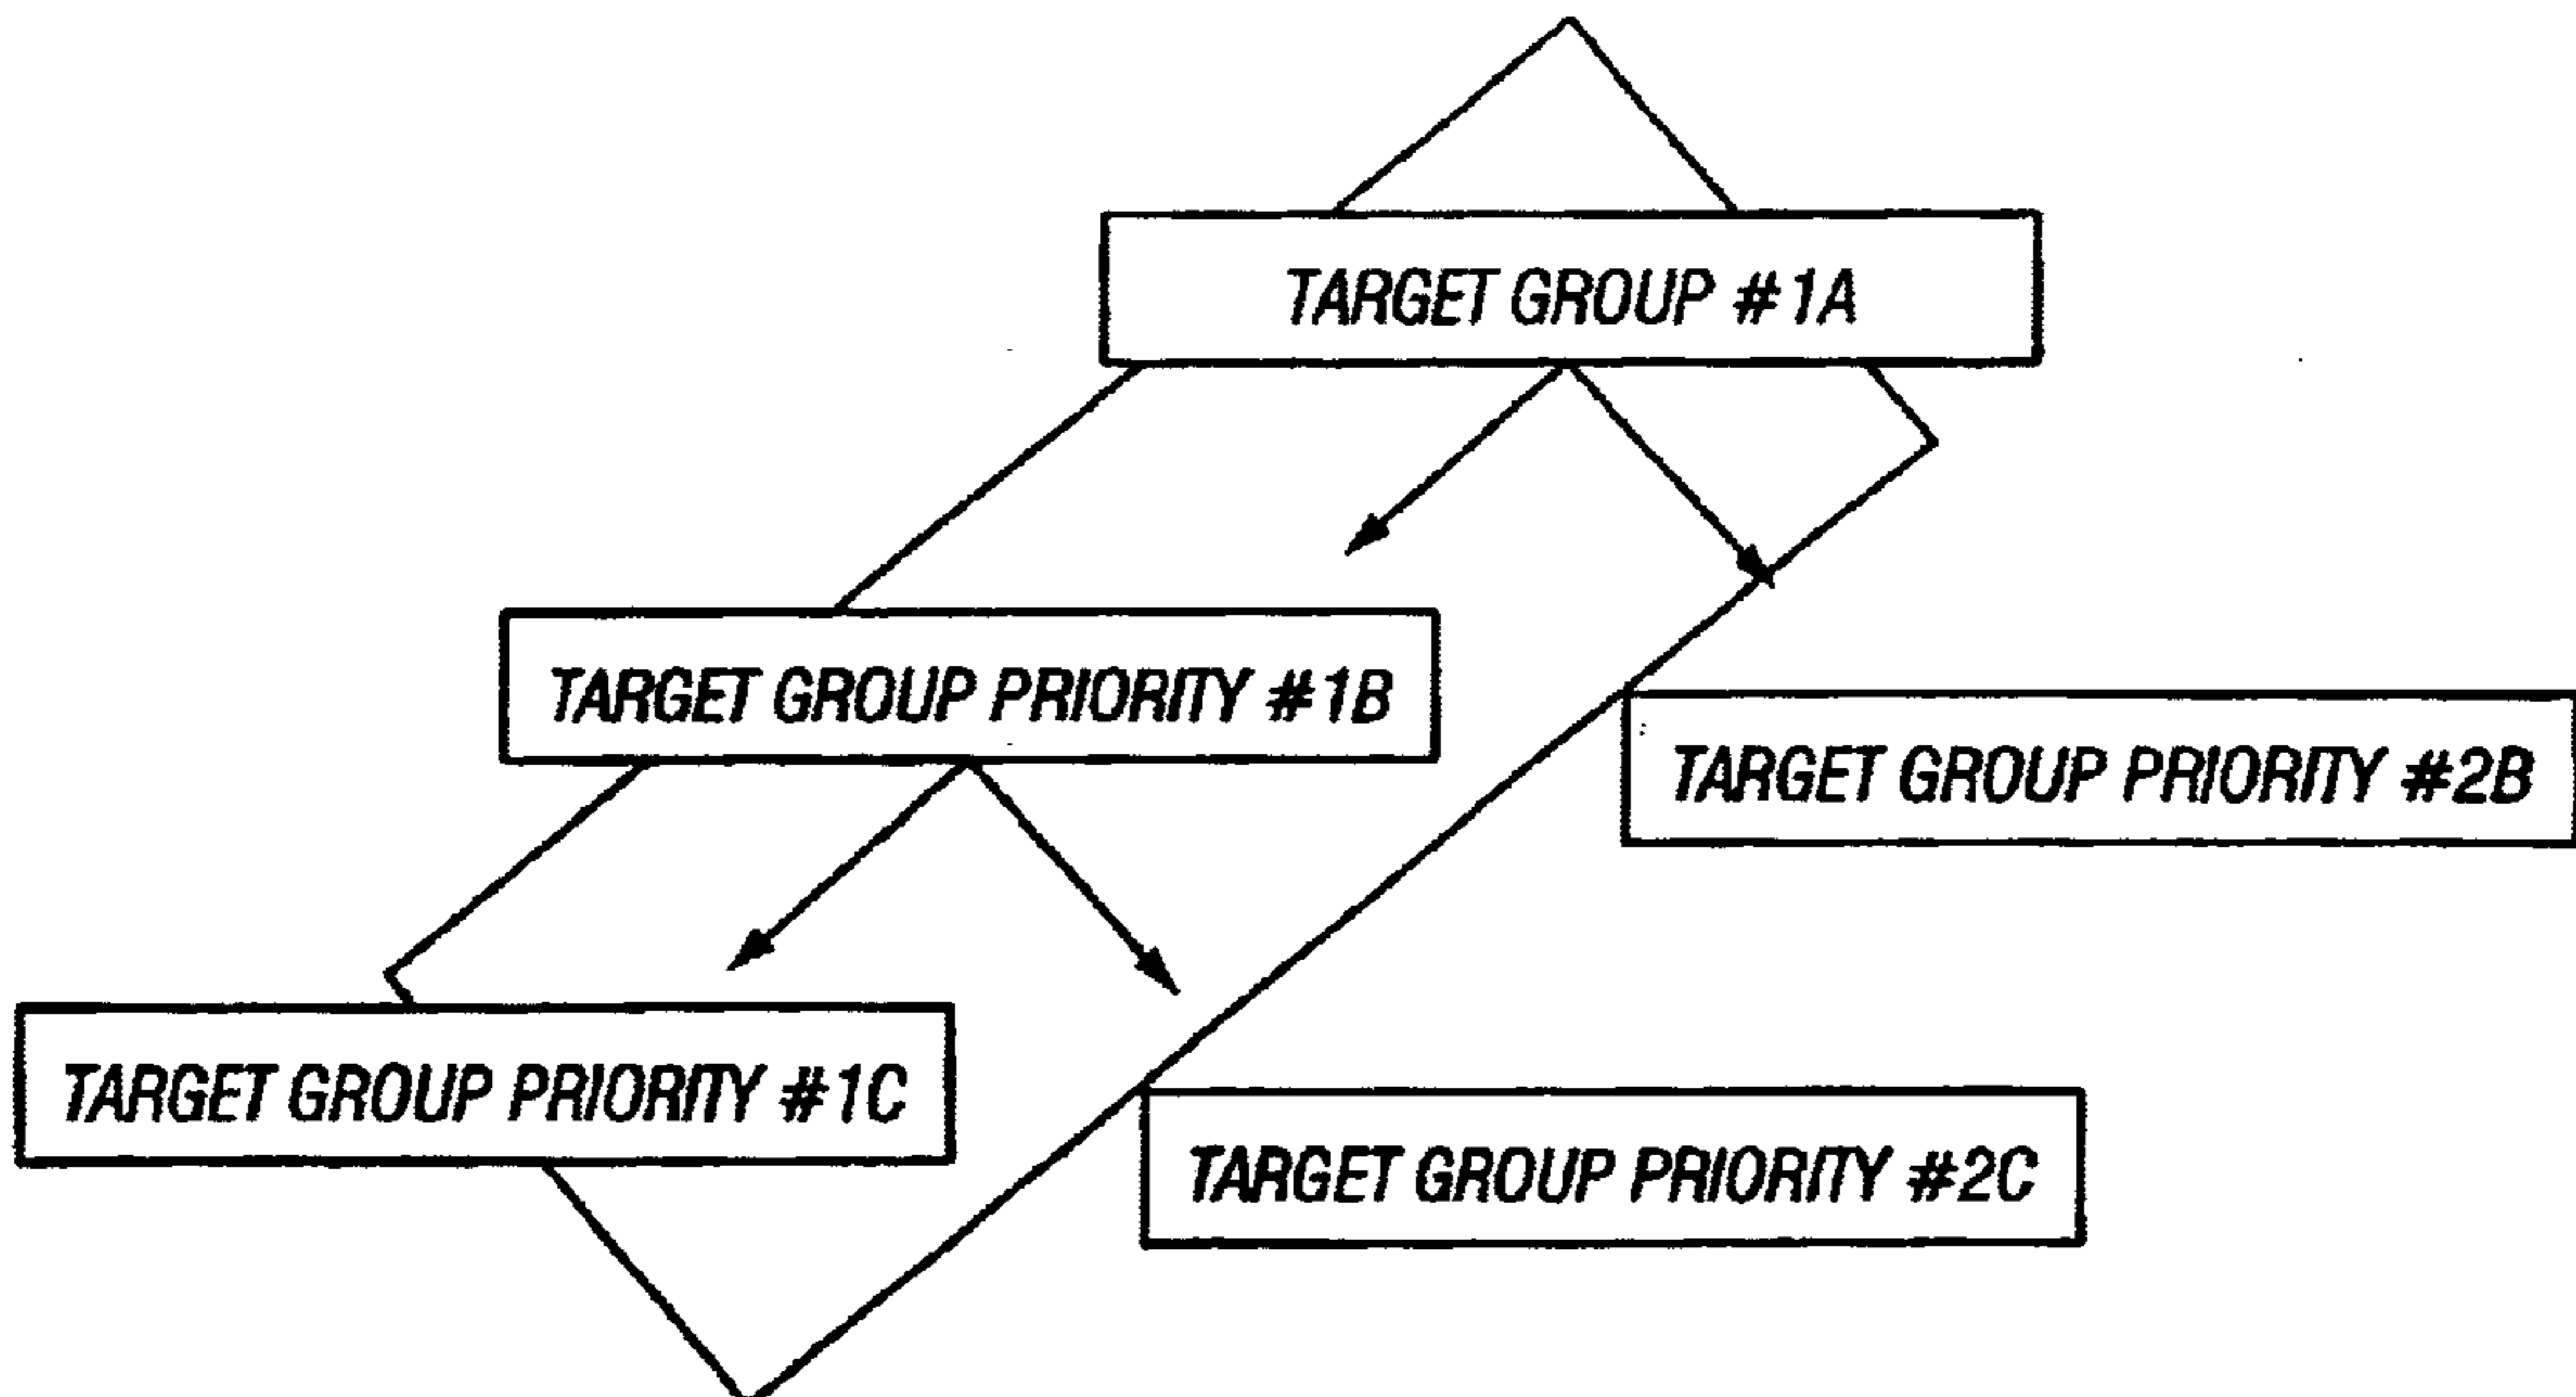 TARGET GROUP #1A
TARGET GROUP PRIORITY #1B
TARGET GROUP PRIORITY #2B
TARGET GROUP PRIORITY #1C
TARGET GROUP PRIORITY #2C